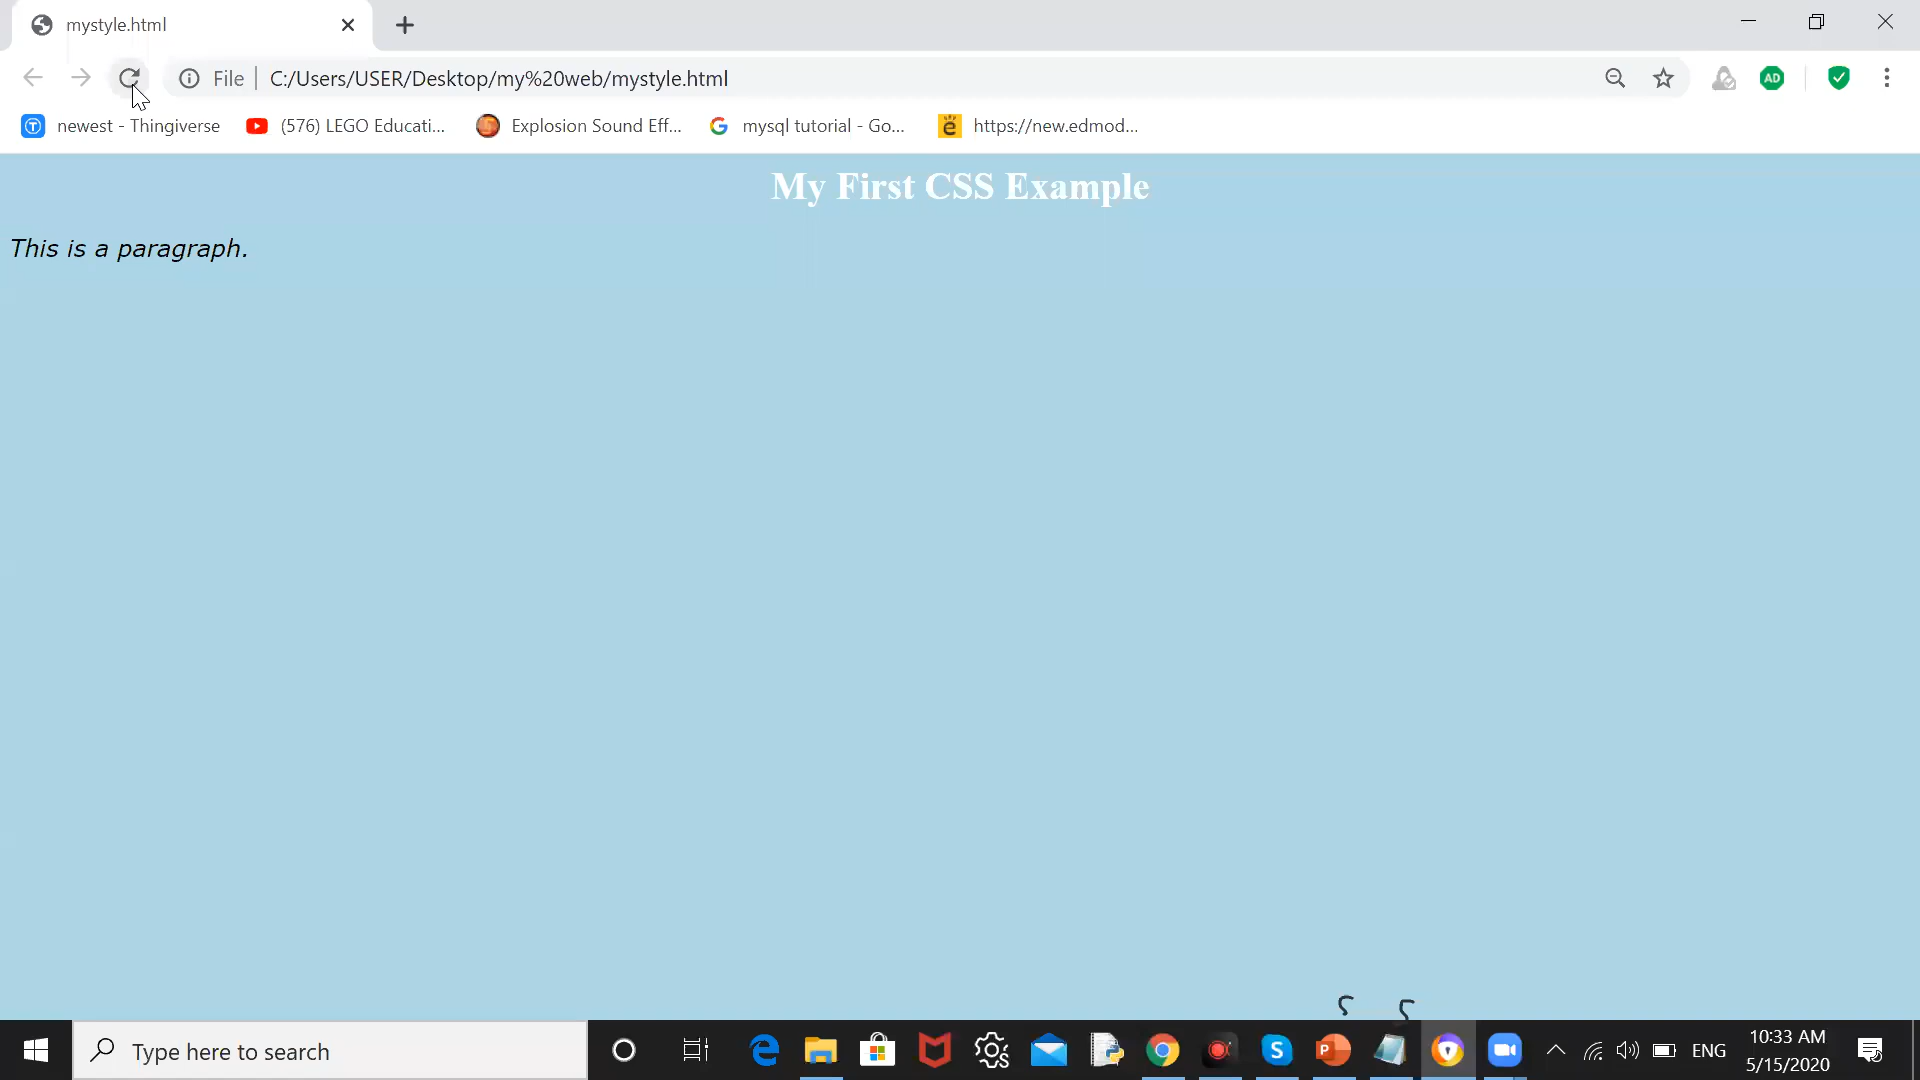 mystyle.html
File C:/Users/USER/Desktop/my%20web/mystyle.html
newest - Thingiverse (576) LEGO Educati... Explosion Sound Eff... mysql tutorial - Go... https://new.edmod...
My First CSS Example
This is a paragraph.
Type here to search
ENG
10:33 AM
5/15/2020